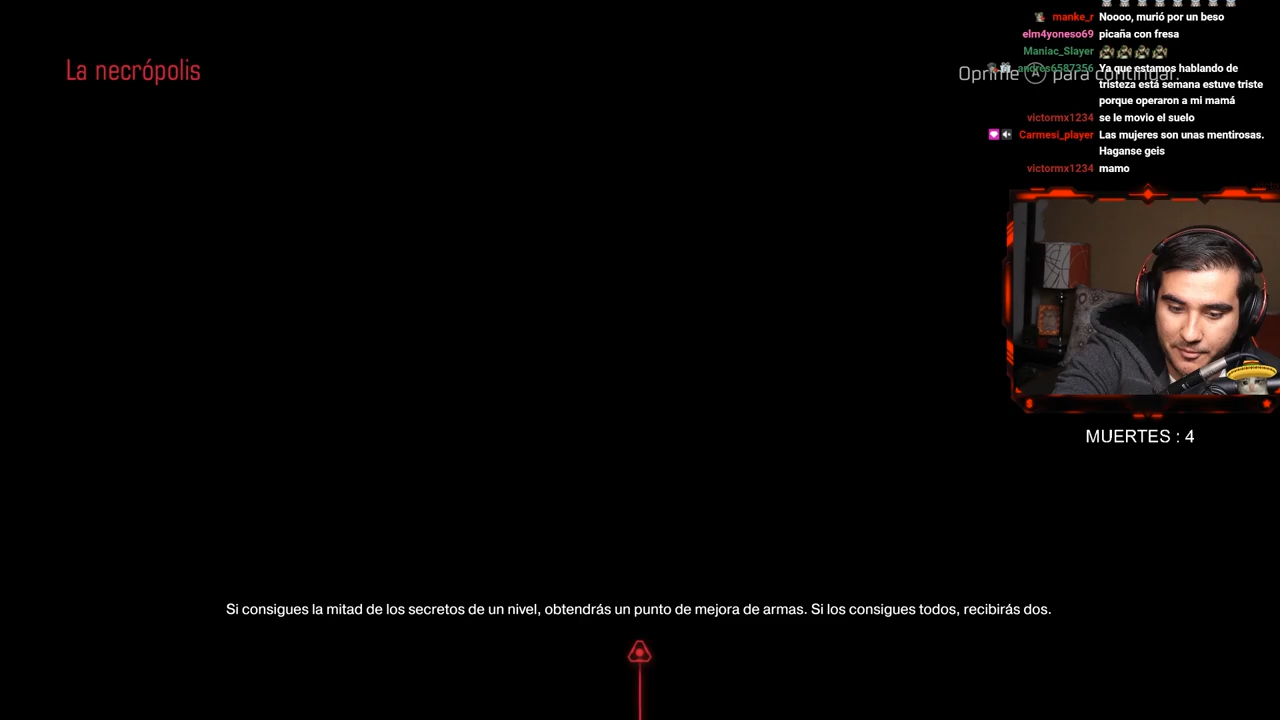 manke_r Noooo, murió por un beso
elm4yoneso69 picaña con fresa
Maniac_Slayer
andres6587356 Ya que estamos hablando de
tristeza está semana estuve triste
porque operaron a mi mamá
victormx1234 se le movio el suelo
Carmesi_player Las mujeres son unas mentirosas.
Haganse geis
victormx1234 mamo
La necrópolis
Oprime A para continuar.
MUERTES : 4
Si consigues la mitad de los secretos de un nivel, obtendrás un punto de mejora de armas. Si los consigues todos, recibirás dos.